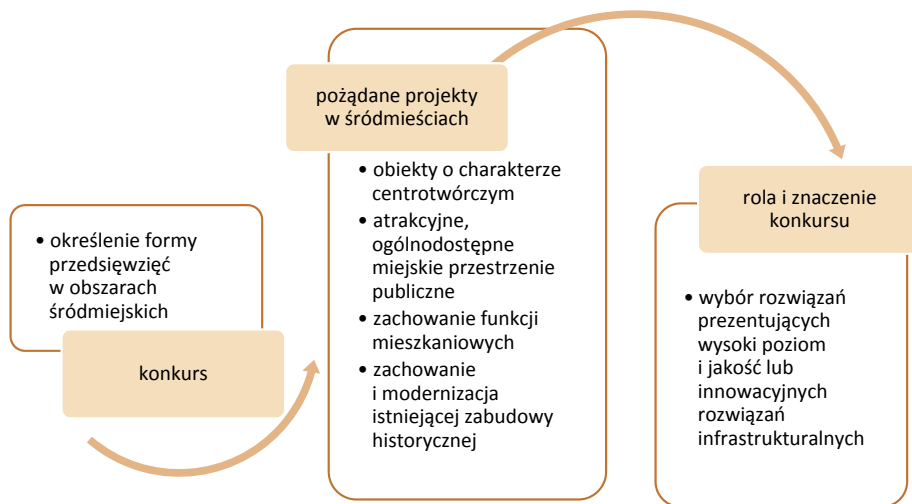 • określenie formy
przedsięwzięć
w obszarach
śródmiejskich
konkurs
pożądane projekty
w śródmieściach
• obiekty o charakterze
centrotwórczym
• atrakcyjne,
ogólnodostępne
miejskie przestrzenie
publiczne
• zachowanie funkcji
mieszkaniowych
• zachowanie
i modernizacja
istniejącej zabudowy
historycznej
rola i znaczenie
konkursu
• wybór rozwiązań
prezentujących
wysoki poziom
i jakość lub
innowacyjnych
rozwiązań
infrastrukturalnych